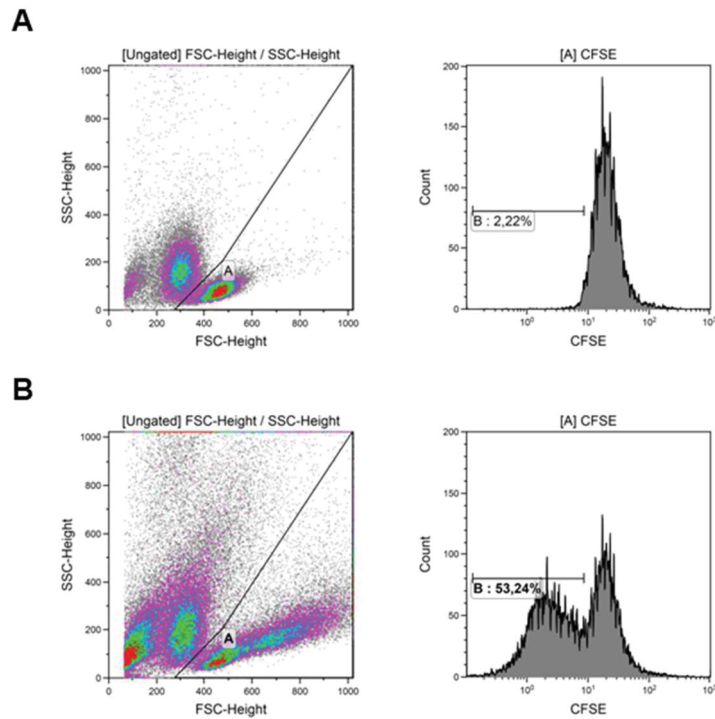 A
[Ungated] FSC-Height / SSC-Height
1000
800
600
400
200
0
SSC-Height
A
0 200 400 600 800 1000
FSC-Height
[A] CFSE
200
150
100
50
0
Count
B : 2,22%
10⁰ 10¹ 10² 10³
CFSE
B
[Ungated] FSC-Height / SSC-Height
1000
800
600
400
200
0
SSC-Height
A
0 200 400 600 800 1000
FSC-Height
[A] CFSE
200
150
100
50
0
Count
B : 53,24%
10⁰ 10¹ 10² 10³
CFSE